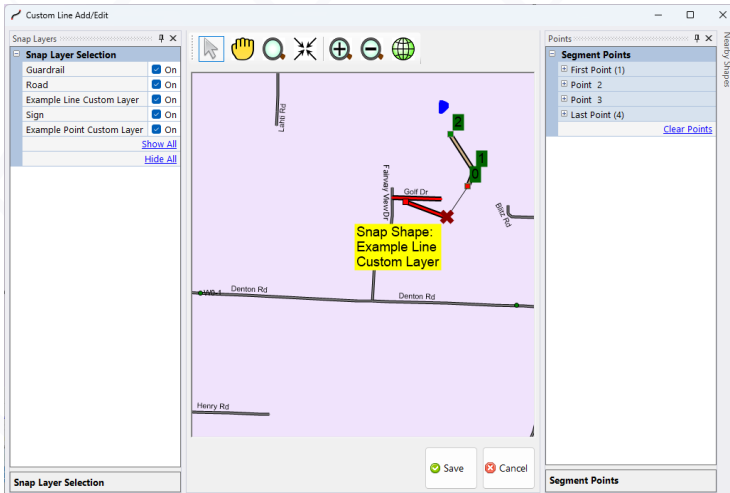 Custom Line Add/Edit
Snap Layers
Snap Layer Selection
Guardrail On
Road On
Example Line Custom Layer On
Sign On
Example Point Custom Layer On
Show All
Hide All
Snap Layer Selection
Lahti Rd
2
1
0
Fairway View Dr
Golf Dr
Blitz Rd
Snap Shape:
Example Line
Custom Layer
W9-1
Denton Rd
Denton Rd
Henry Rd
Save
Cancel
Points
Segment Points
First Point (1)
Point 2
Point 3
Last Point (4)
Clear Points
Segment Points
Nearby Shapes